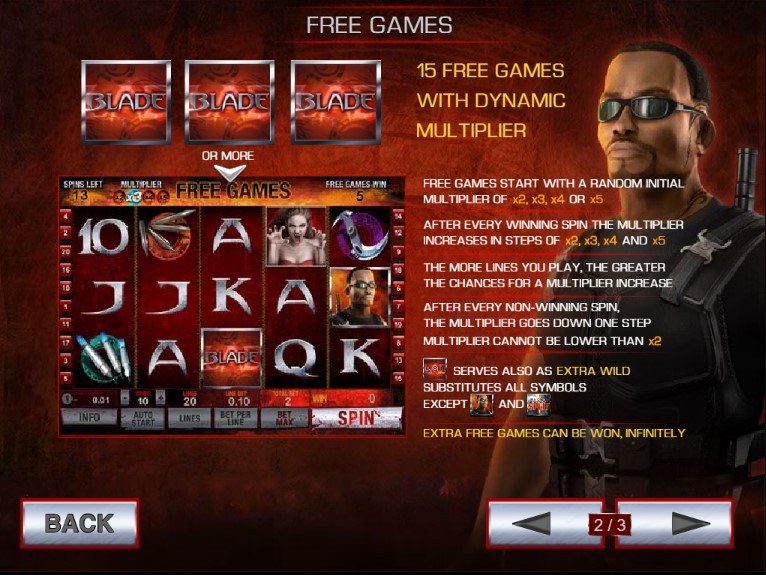 FREE GAMES
BLADE BLADE BLADE
15 FREE GAMES
WITH DYNAMIC
MULTIPLIER
OR MORE
SPINS LEFT MULTIPLIER FREE GAMES FREE GAMES WIN
13 x3 5
10 A
J J K A
A BLADE Q K
0.01 10 20 0.10 2 WIN 0
INFO AUTO START LINES BET PER LINE BET MAX SPIN
FREE GAMES START WITH A RANDOM INITIAL
MULTIPLIER OF x2, x3, x4 OR x5
AFTER EVERY WINNING SPIN THE MULTIPLIER
INCREASES IN STEPS OF x2, x3, x4 AND x5
THE MORE LINES YOU PLAY, THE GREATER
THE CHANCES FOR A MULTIPLIER INCREASE
AFTER EVERY NON-WINNING SPIN,
THE MULTIPLIER GOES DOWN ONE STEP
MULTIPLIER CANNOT BE LOWER THAN x2
SERVES ALSO AS EXTRA WILD
SUBSTITUTES ALL SYMBOLS
EXCEPT AND
EXTRA FREE GAMES CAN BE WON, INFINITELY
BACK
2 / 3